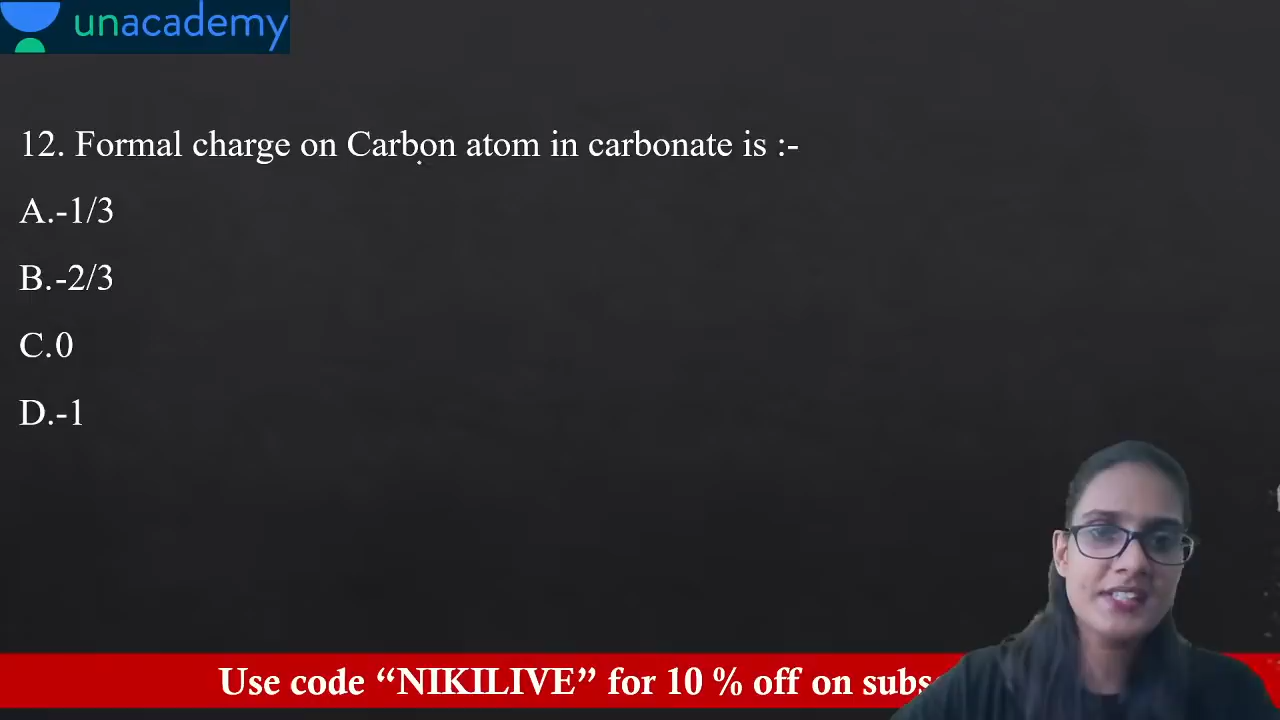 unacademy
12. Formal charge on Carbon atom in carbonate is :-
A.-1/3
B.-2/3
C.0
D.-1
Use code “NIKILIVE” for 10 % off on